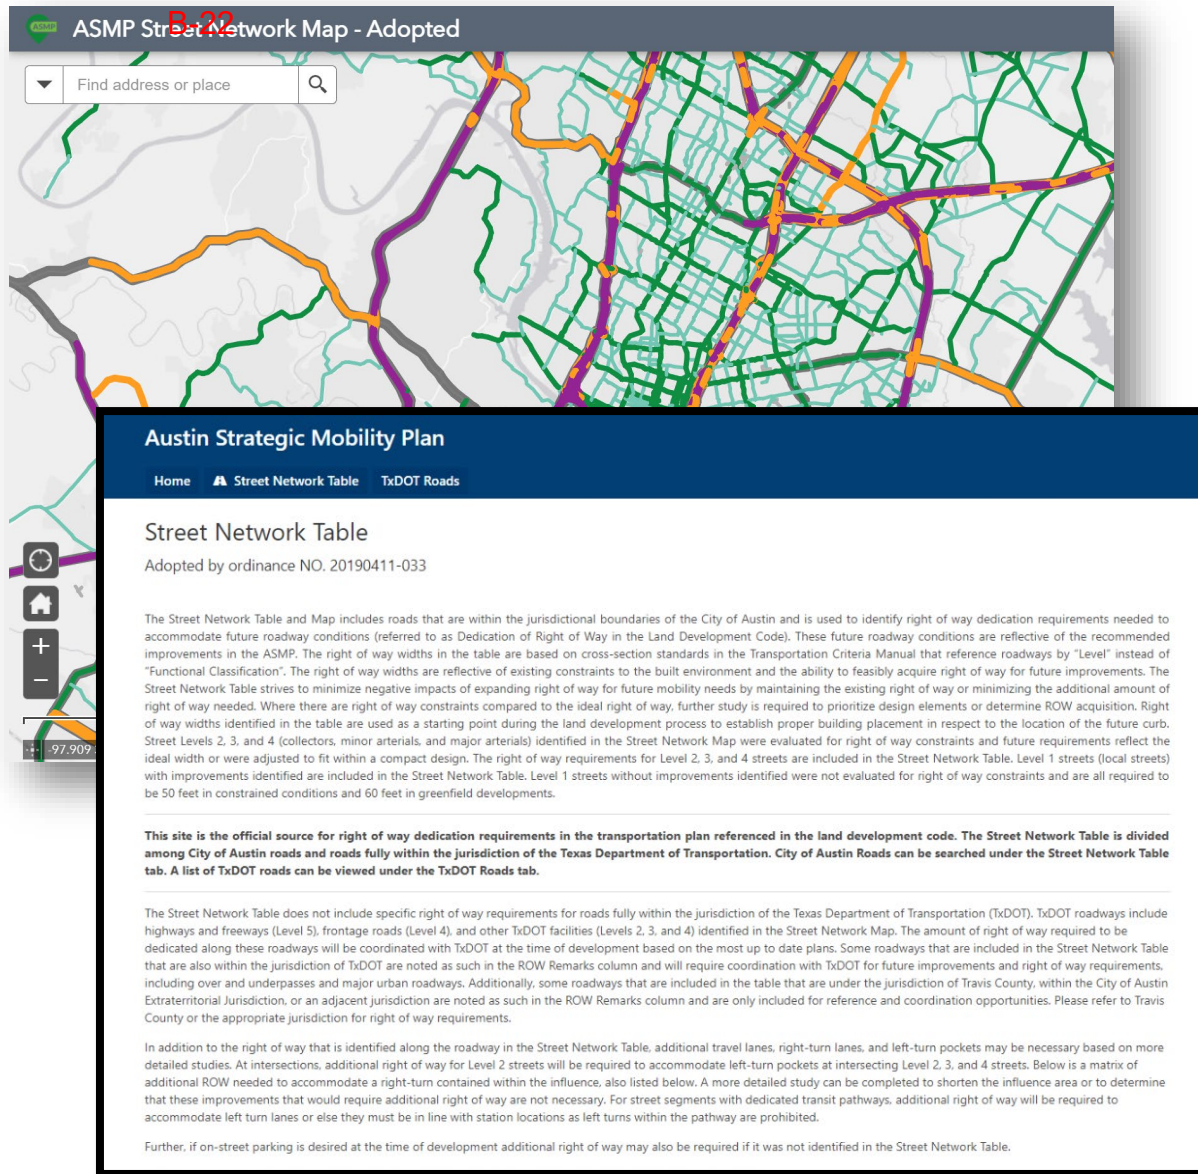 B-22
ASMP
ASMP Street Network Map - Adopted
Find address or place
+
−
-97.909
Austin Strategic Mobility Plan
Home Street Network Table TxDOT Roads
Street Network Table
Adopted by ordinance NO. 20190411-033
The Street Network Table and Map includes roads that are within the jurisdictional boundaries of the City of Austin and is used to identify right of way dedication requirements needed to
accommodate future roadway conditions (referred to as Dedication of Right of Way in the Land Development Code). These future roadway conditions are reflective of the recommended
improvements in the ASMP. The right of way widths in the table are based on cross-section standards in the Transportation Criteria Manual that reference roadways by "Level" instead of
"Functional Classification". The right of way widths are reflective of existing constraints to the built environment and the ability to feasibly acquire right of way for future improvements. The
Street Network Table strives to minimize negative impacts of expanding right of way for future mobility needs by maintaining the existing right of way or minimizing the additional amount of
right of way needed. Where there are right of way constraints compared to the ideal right of way, further study is required to prioritize design elements or determine ROW acquisition. Right
of way widths identified in the table are used as a starting point during the land development process to establish proper building placement in respect to the location of the future curb.
Street Levels 2, 3, and 4 (collectors, minor arterials, and major arterials) identified in the Street Network Map were evaluated for right of way constraints and future requirements reflect the
ideal width or were adjusted to fit within a compact design. The right of way requirements for Level 2, 3, and 4 streets are included in the Street Network Table. Level 1 streets (local streets)
with improvements identified are included in the Street Network Table. Level 1 streets without improvements identified were not evaluated for right of way constraints and are all required to
be 50 feet in constrained conditions and 60 feet in greenfield developments.
This site is the official source for right of way dedication requirements in the transportation plan referenced in the land development code. The Street Network Table is divided
among City of Austin roads and roads fully within the jurisdiction of the Texas Department of Transportation. City of Austin Roads can be searched under the Street Network Table
tab. A list of TxDOT roads can be viewed under the TxDOT Roads tab.
The Street Network Table does not include specific right of way requirements for roads fully within the jurisdiction of the Texas Department of Transportation (TxDOT). TxDOT roadways include
highways and freeways (Level 5), frontage roads (Level 4), and other TxDOT facilities (Levels 2, 3, and 4) identified in the Street Network Map. The amount of right of way required to be
dedicated along these roadways will be coordinated with TxDOT at the time of development based on the most up to date plans. Some roadways that are included in the Street Network Table
that are also within the jurisdiction of TxDOT are noted as such in the ROW Remarks column and will require coordination with TxDOT for future improvements and right of way requirements,
including over and underpasses and major urban roadways. Additionally, some roadways that are included in the table that are under the jurisdiction of Travis County, within the City of Austin
Extraterritorial Jurisdiction, or an adjacent jurisdiction are noted as such in the ROW Remarks column and are only included for reference and coordination opportunities. Please refer to Travis
County or the appropriate jurisdiction for right of way requirements.
In addition to the right of way that is identified along the roadway in the Street Network Table, additional travel lanes, right-turn lanes, and left-turn pockets may be necessary based on more
detailed studies. At intersections, additional right of way for Level 2 streets will be required to accommodate left-turn pockets at intersecting Level 2, 3, and 4 streets. Below is a matrix of
additional ROW needed to accommodate a right-turn contained within the influence, also listed below. A more detailed study can be completed to shorten the influence area or to determine
that these improvements that would require additional right of way are not necessary. For street segments with dedicated transit pathways, additional right of way will be required to
accommodate left turn lanes or else they must be in line with station locations as left turns within the pathway are prohibited.
Further, if on-street parking is desired at the time of development additional right of way may also be required if it was not identified in the Street Network Table.